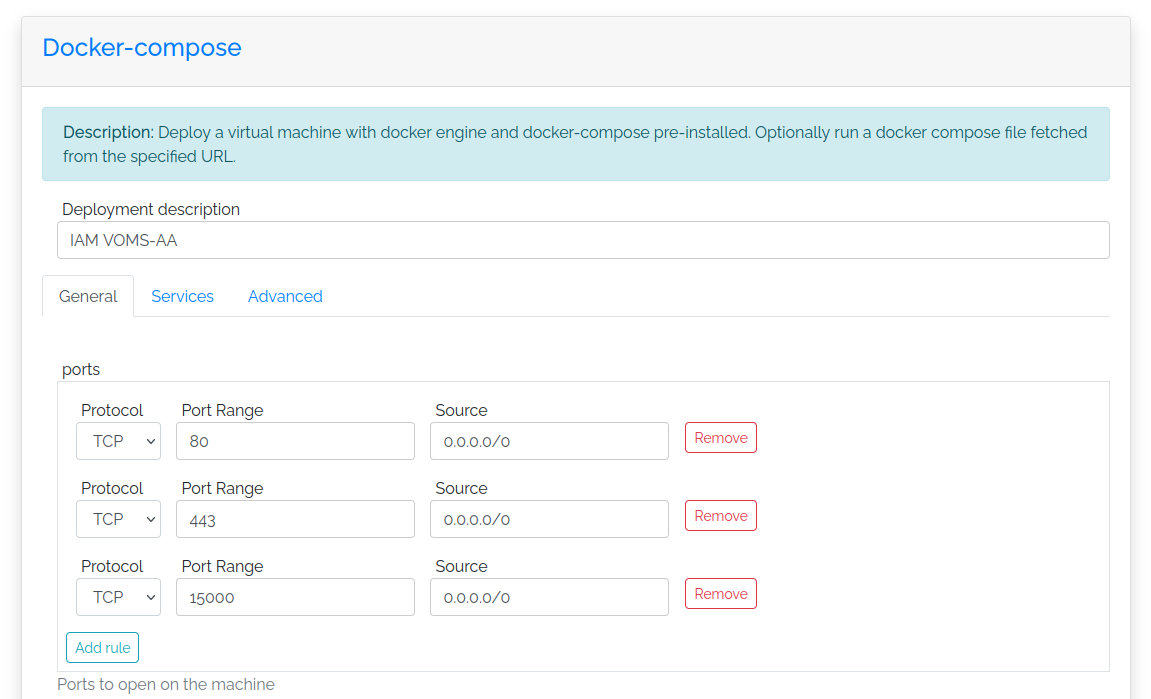 Docker-compose
Description: Deploy a virtual machine with docker engine and docker-compose pre-installed. Optionally run a docker compose file fetched
from the specified URL.
Deployment description
IAM VOMS-AA
General Services Advanced
ports
Protocol Port Range Source
TCP 80 0.0.0.0/0 Remove
Protocol Port Range Source
TCP 443 0.0.0.0/0 Remove
Protocol Port Range Source
TCP 15000 0.0.0.0/0 Remove
Add rule
Ports to open on the machine